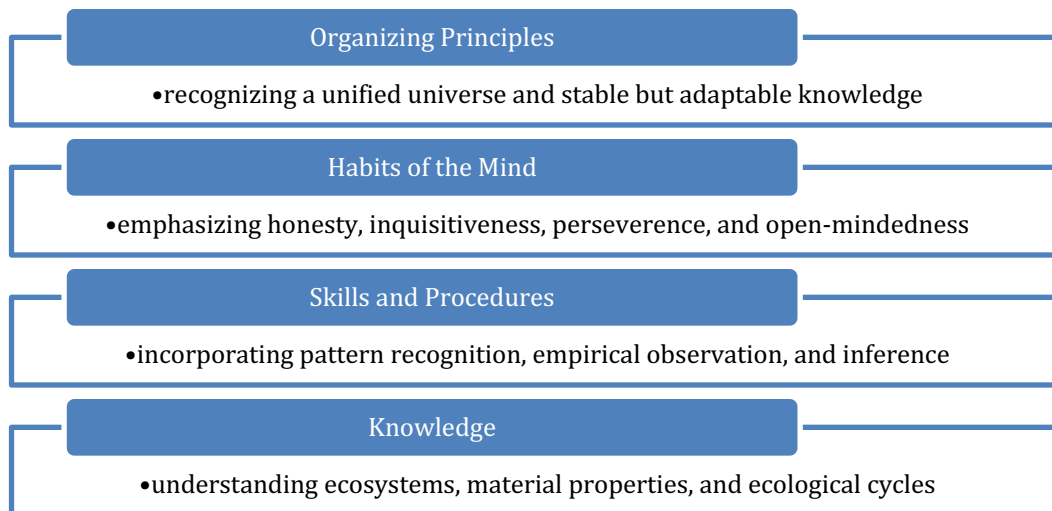 Organizing Principles
•recognizing a unified universe and stable but adaptable knowledge
Habits of the Mind
•emphasizing honesty, inquisitiveness, perseverence, and open-mindedness
Skills and Procedures
•incorporating pattern recognition, empirical observation, and inference
Knowledge
•understanding ecosystems, material properties, and ecological cycles